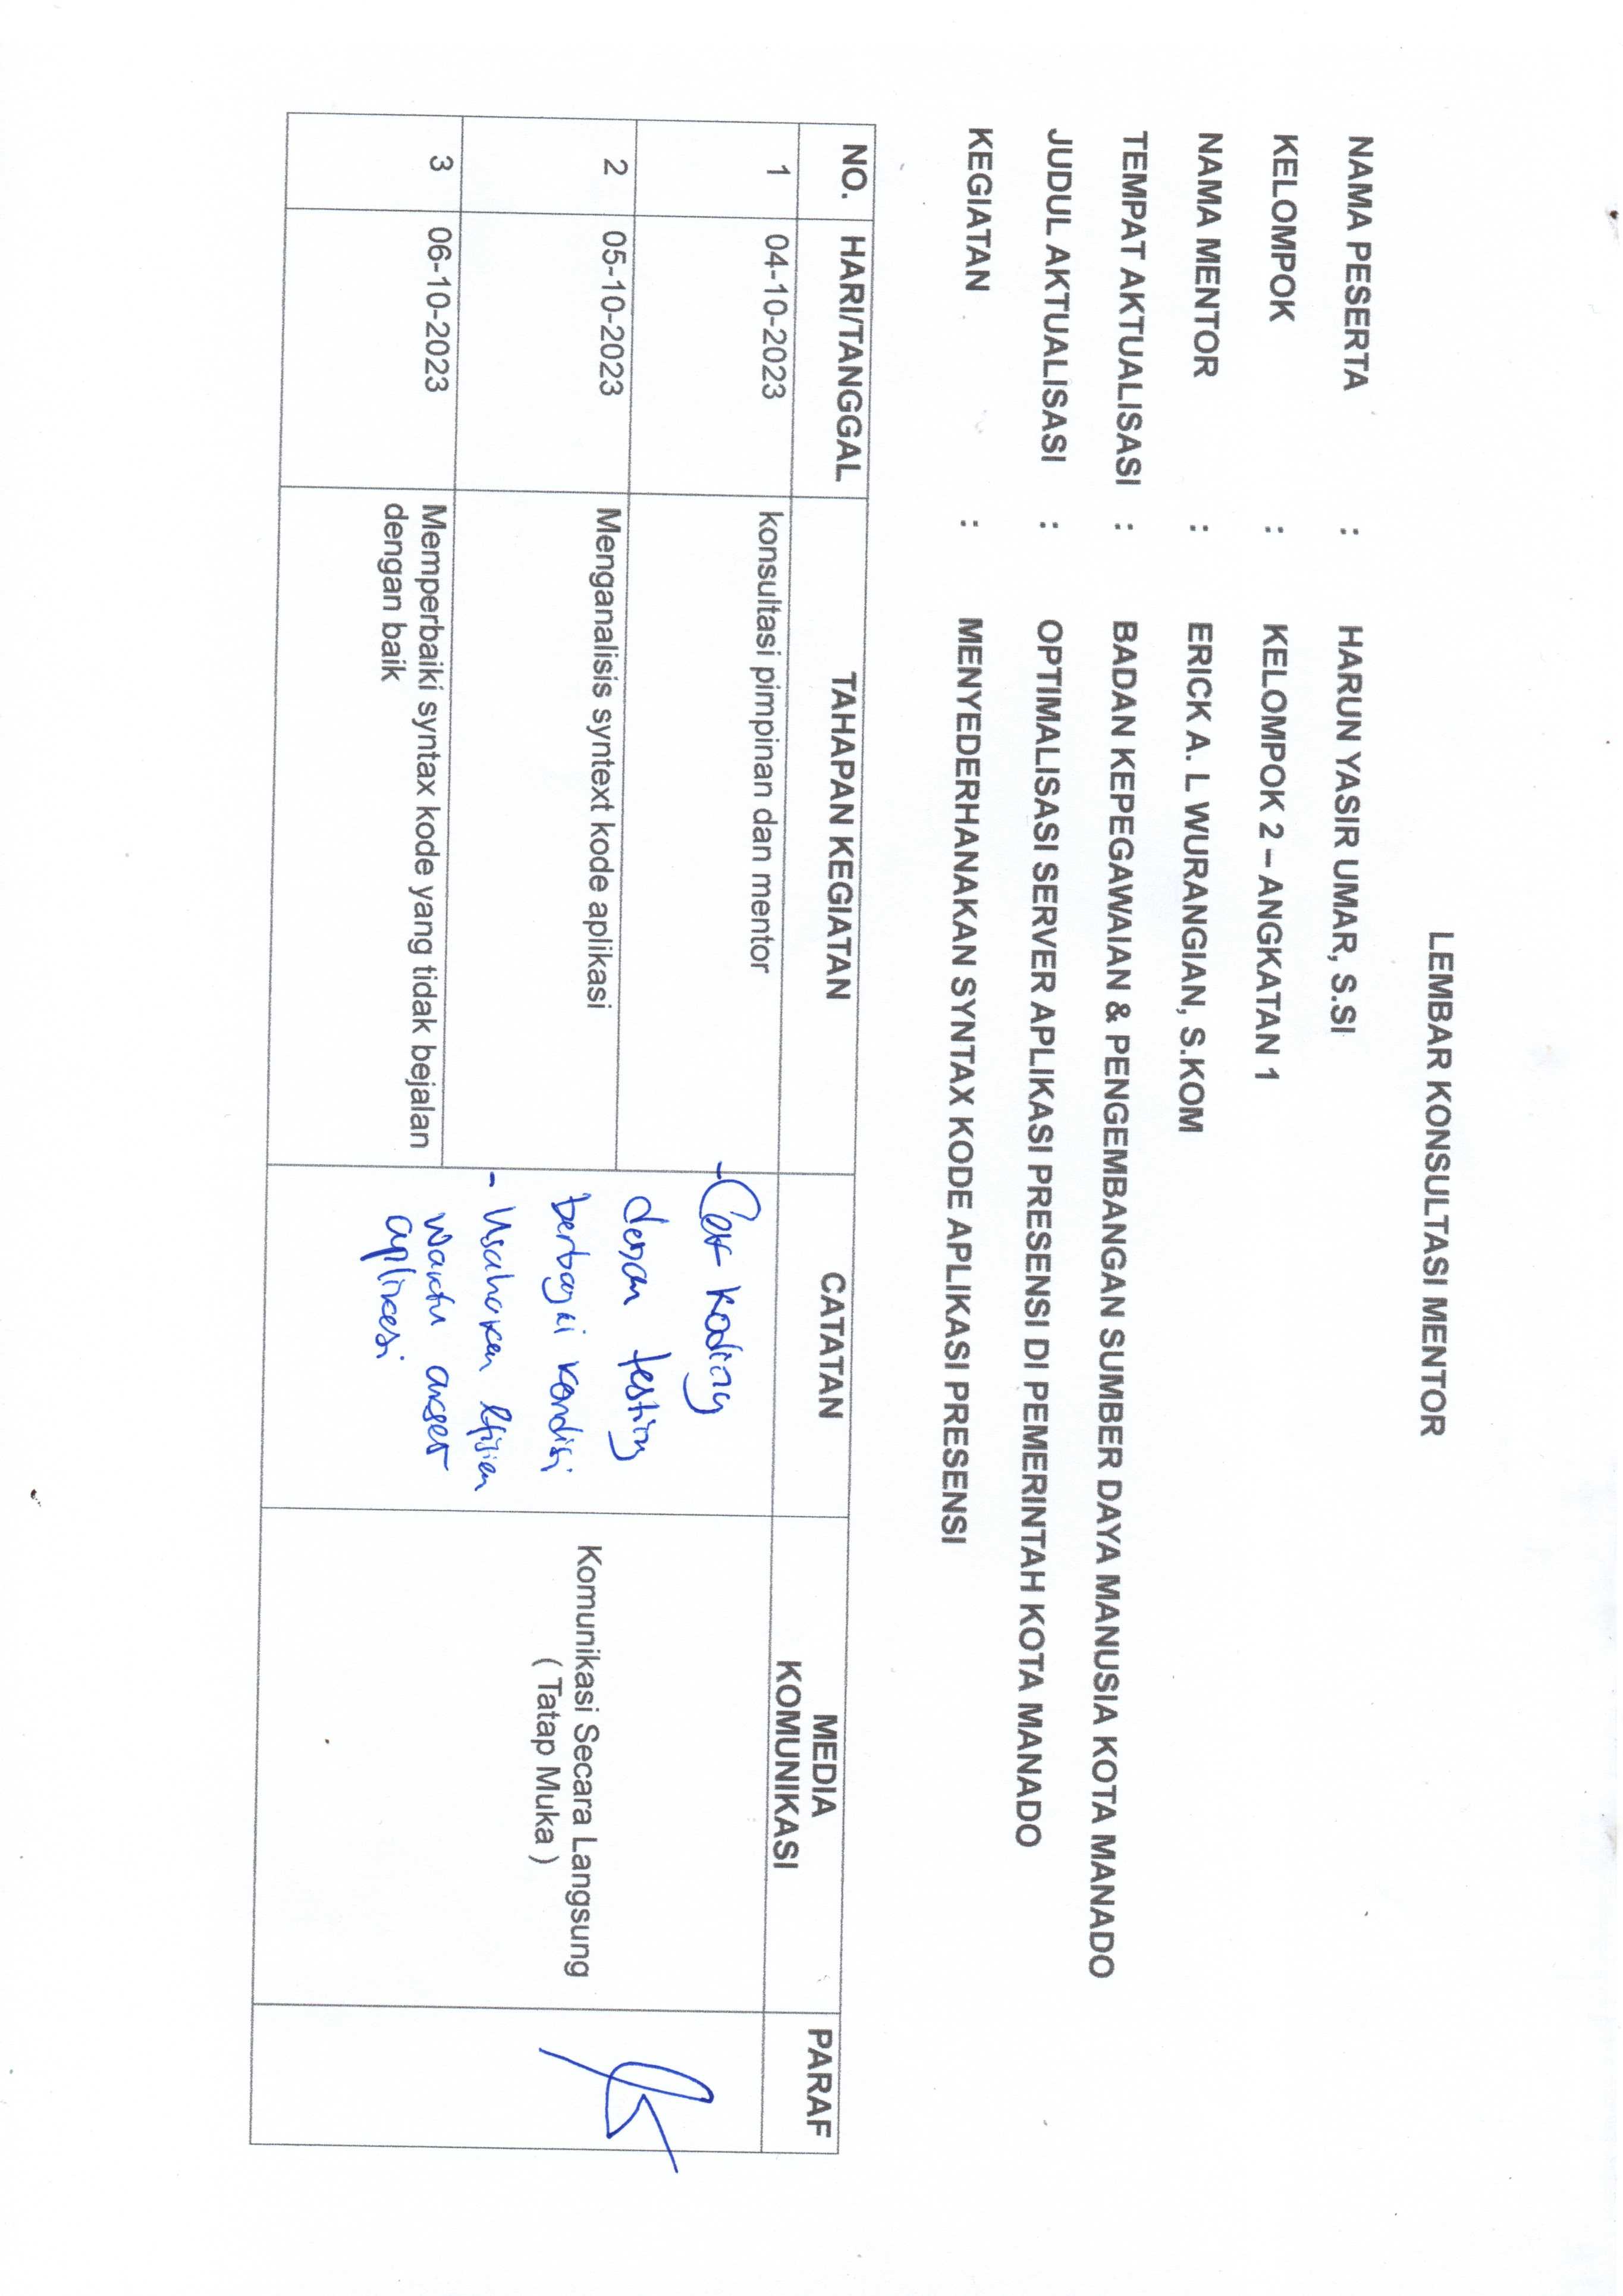 LEMBAR KONSULTASI MENTOR
NAMA PESERTA : HARUN YASIR UMAR, S.SI
KELOMPOK : KELOMPOK 2 – ANGKATAN 1
NAMA MENTOR : ERICK A. L WURANGIAN, S.KOM
TEMPAT AKTUALISASI : BADAN KEPEGAWAIAN & PENGEMBANGAN SUMBER DAYA MANUSIA KOTA MANADO
JUDUL AKTUALISASI : OPTIMALISASI SERVER APLIKASI PRESENSI DI PEMERINTAH KOTA MANADO
KEGIATAN : MENYEDERHANAKAN SYNTAX KODE APLIKASI PRESENSI
NO. HARI/TANGGAL TAHAPAN KEGIATAN CATATAN MEDIA KOMUNIKASI PARAF
1 04-10-2023 konsultasi pimpinan dan mentor
2 05-10-2023 Menganalisis syntext kode aplikasi
3 06-10-2023 Memperbaiki syntax kode yang tidak bejalan
dengan baik
- Cek koding
dengan testing
berbagai kondisi
- Usahakan efisien
waktu akses
aplikasi
Komunikasi Secara Langsung
( Tatap Muka )